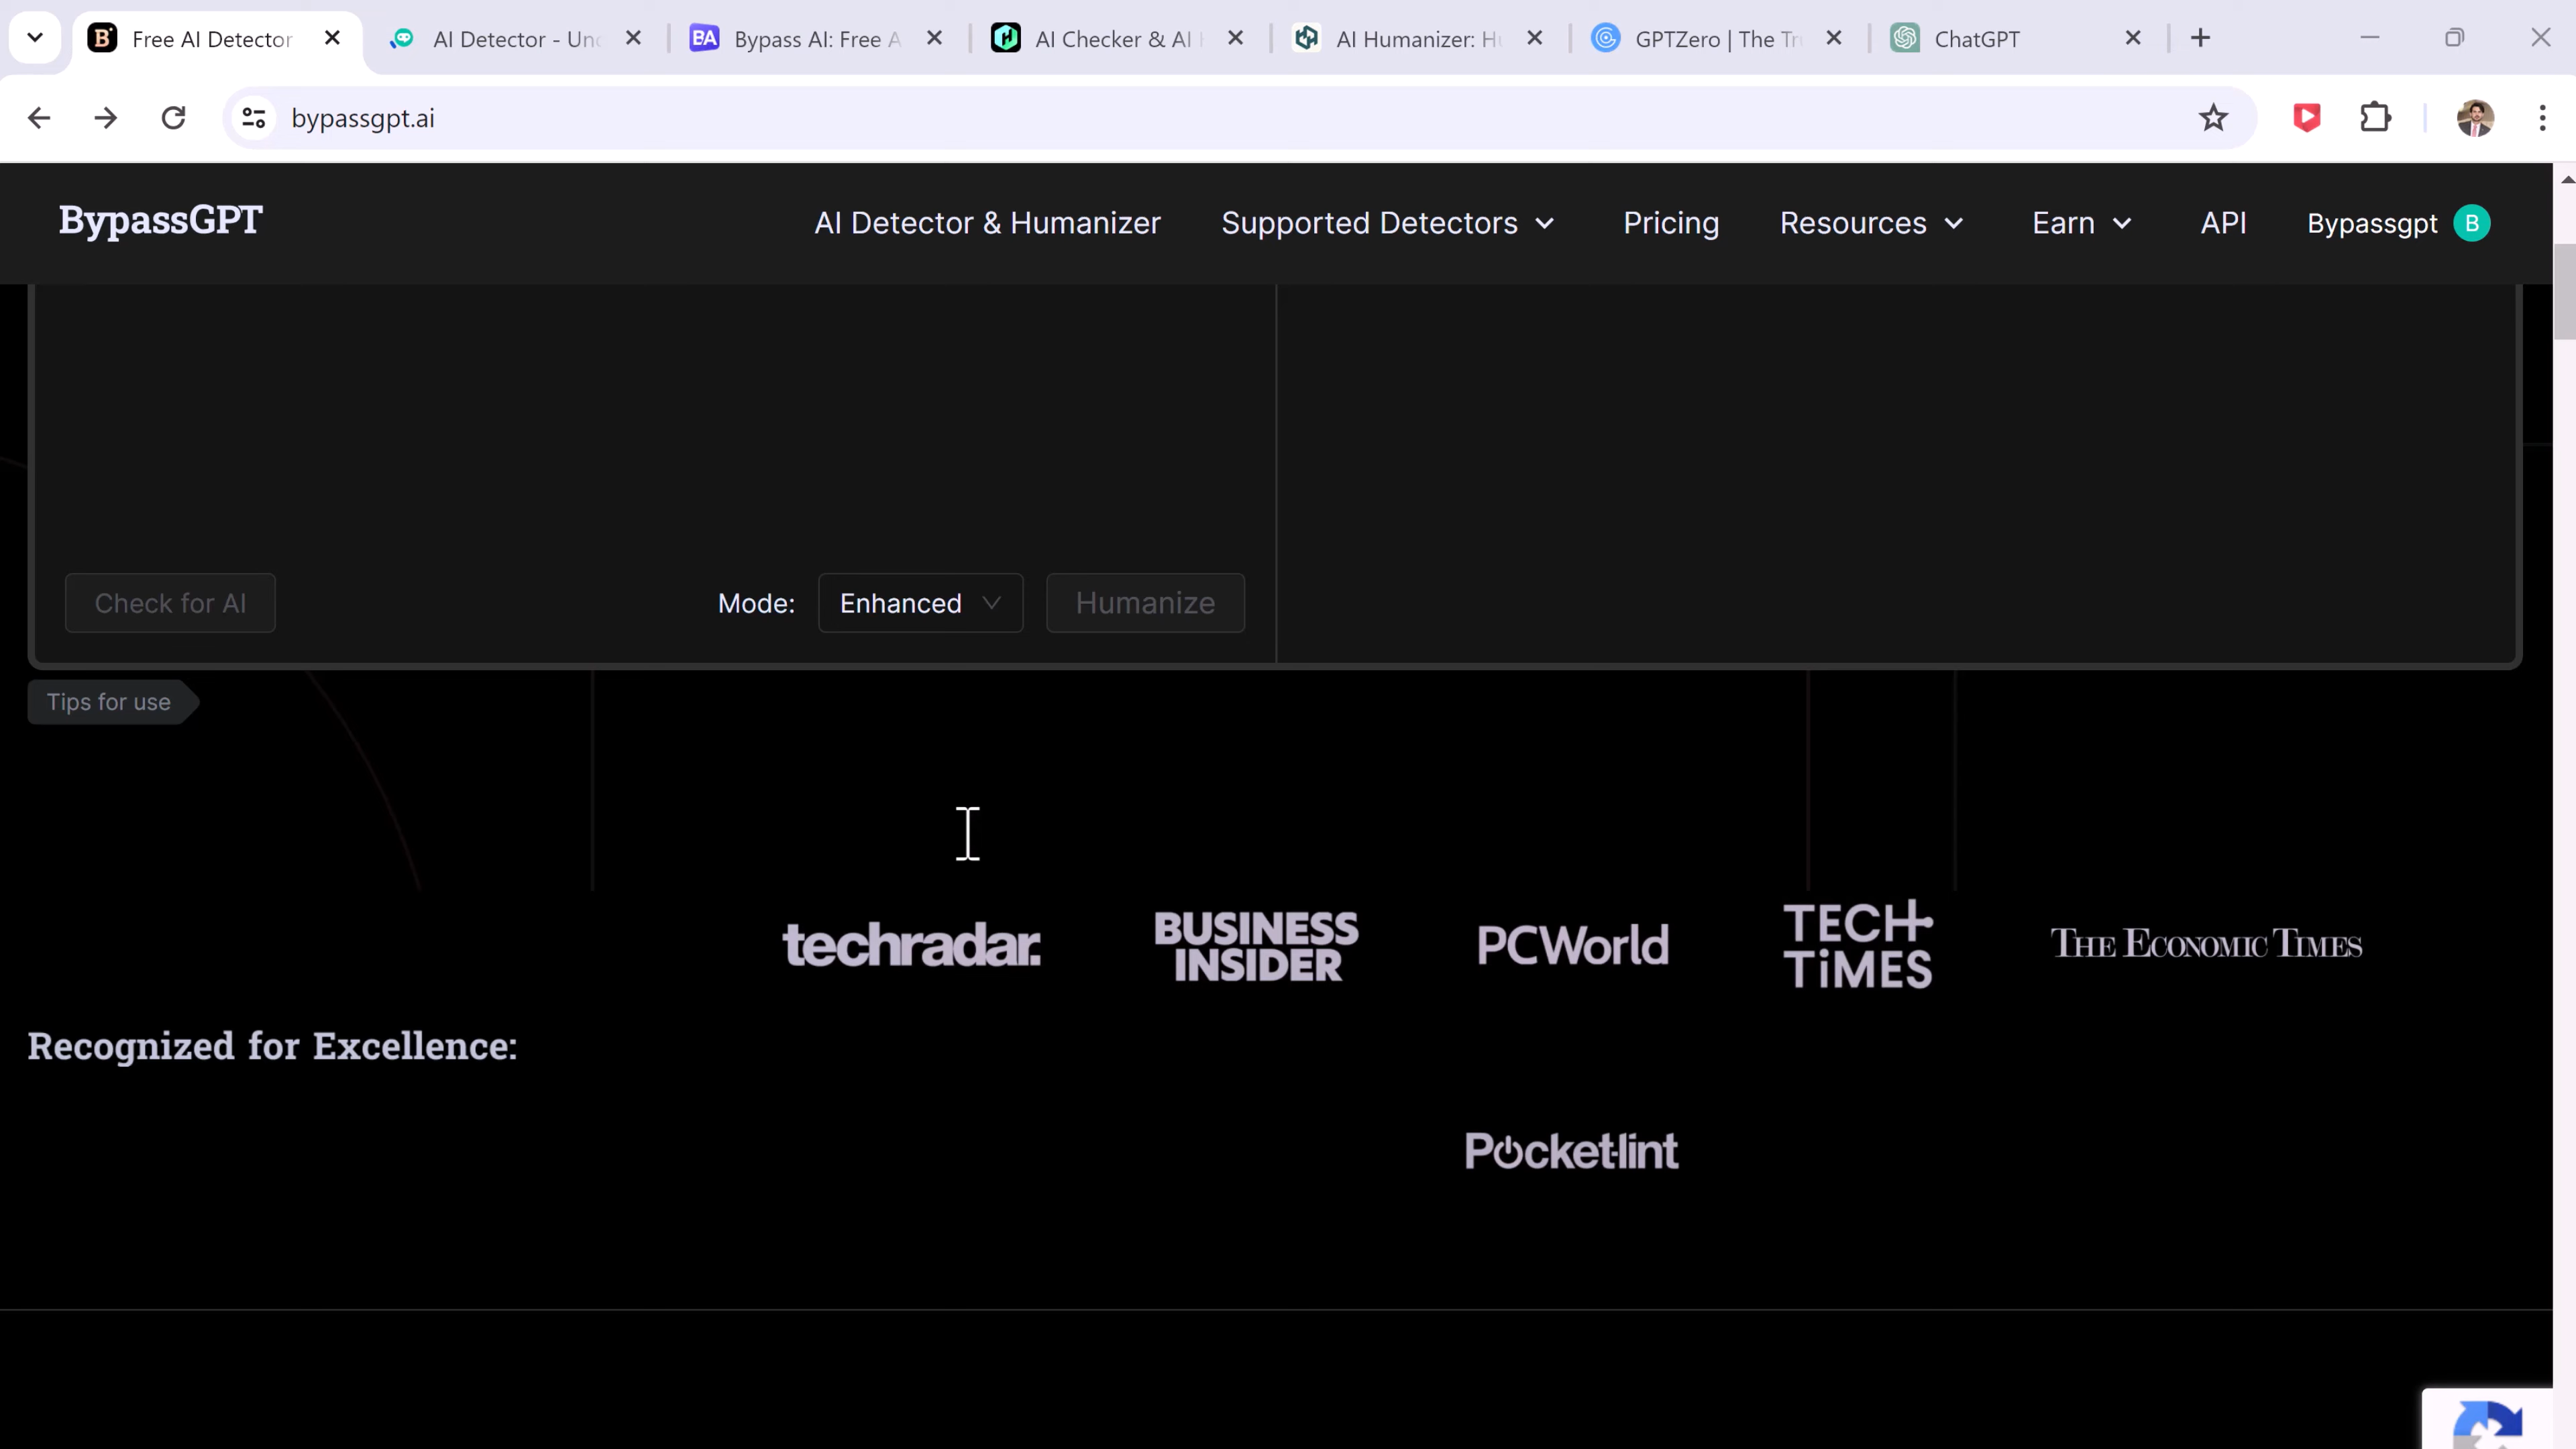 Free AI Detector
AI Detector - Und
Bypass AI: Free A
AI Checker & AI H
AI Humanizer: Hu
GPTZero | The Tru
ChatGPT
bypassgpt.ai
BypassGPT
AI Detector & Humanizer
Supported Detectors
Pricing
Resources
Earn
API
Bypassgpt
B
Check for AI
Mode:
Enhanced
Humanize
Tips for use
techradar.
BUSINESS
INSIDER
PCWorld
TECH
TiMES
THE ECONOMIC TIMES
Recognized for Excellence:
Pocket-lint